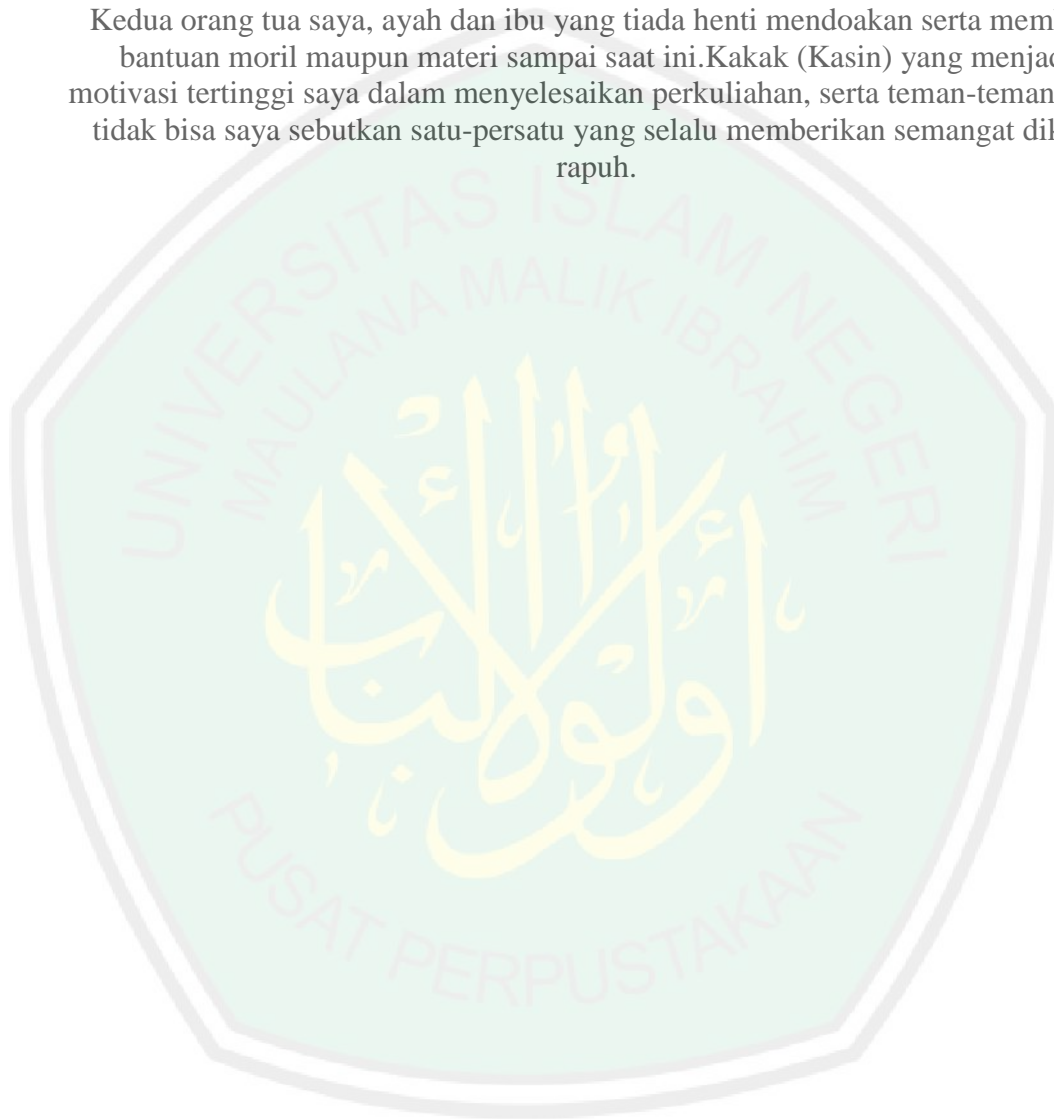 Kedua orang tua saya, ayah dan ibu yang tiada henti mendoakan serta mem
bantuan moril maupun materi sampai saat ini.Kakak (Kasin) yang menjad
motivasi tertinggi saya dalam menyelesaikan perkuliahan, serta teman-teman
tidak bisa saya sebutkan satu-persatu yang selalu memberikan semangat dik
rapuh.
UNIVERSITAS ISLAM NEGERI
MAULANA MALIK IBRAHIM
أولوا الألباب
PUSAT PERPUSTAKAAN